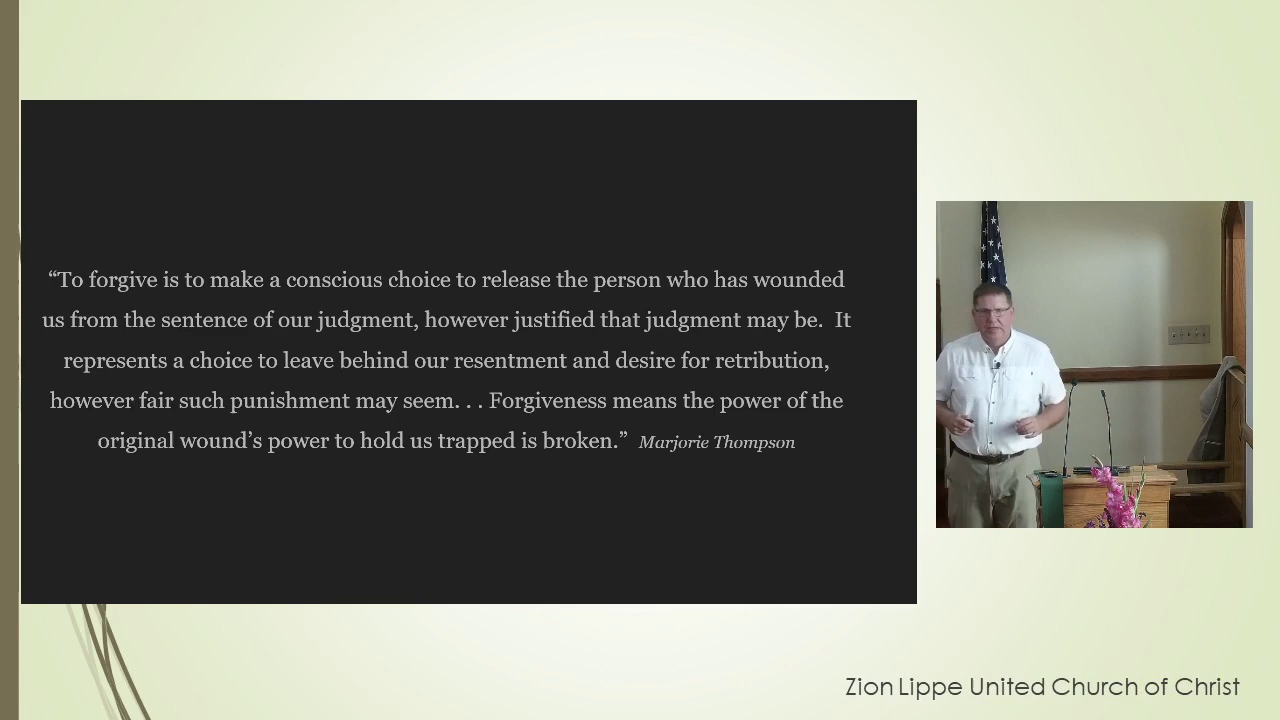 “To forgive is to make a conscious choice to release the person who has wounded
us from the sentence of our judgment, however justified that judgment may be.  It
represents a choice to leave behind our resentment and desire for retribution,
however fair such punishment may seem. . . Forgiveness means the power of the
original wound’s power to hold us trapped is broken.”  Marjorie Thompson
Zion Lippe United Church of Christ